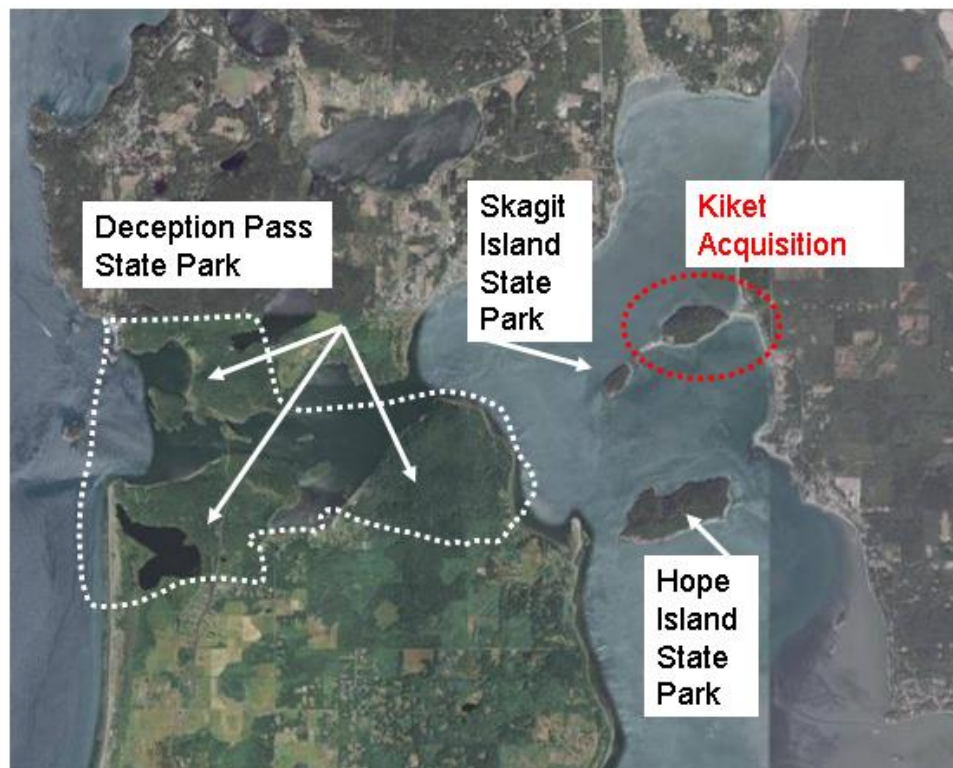 Deception Pass
State Park
Skagit
Island
State
Park
Kiket
Acquisition
Hope
Island
State
Park